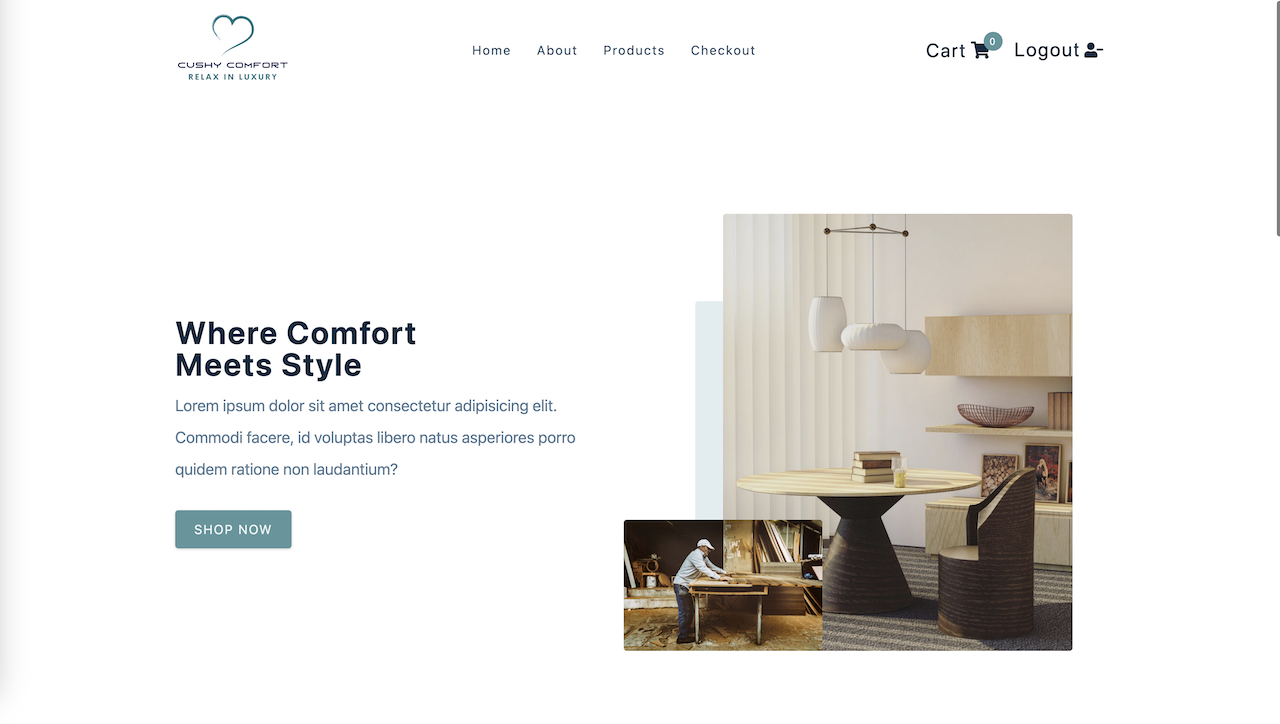 CUSHY COMFORT
RELAX IN LUXURY
Home About Products Checkout
Cart 0 Logout
Where Comfort
Meets Style
Lorem ipsum dolor sit amet consectetur adipisicing elit.
Commodi facere, id voluptas libero natus asperiores porro
quidem ratione non laudantium?
SHOP NOW